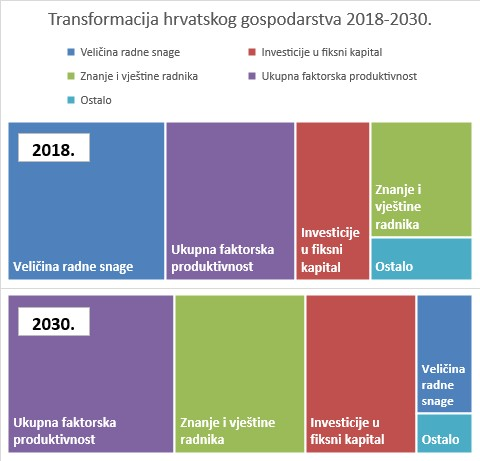 Transformacija hrvatskog gospodarstva 2018-2030.
Veličina radne snage
Investicije u fiksni kapital
Znanje i vještine radnika
Ukupna faktorska produktivnost
Ostalo
2018.
Veličina radne snage
Ukupna faktorska
produktivnost
Investicije
u fiksni
kapital
Znanje i
vještine
radnika
Ostalo
2030.
Ukupna faktorska
produktivnost
Znanje i vještine
radnika
Investicije u
fiksni kapital
Veličina
radne
snage
Ostalo